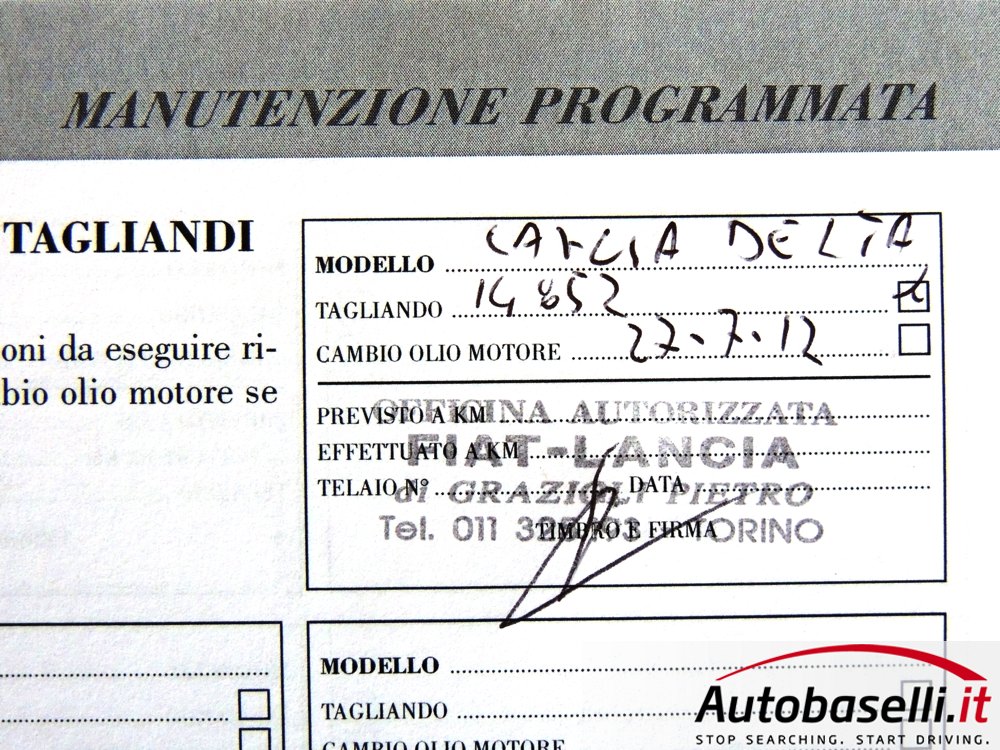 MANUTENZIONE PROGRAMMATA
TAGLIANDI
oni da eseguire ri-
bio olio motore se
MODELLO LANCIA DELTA
TAGLIANDO 14852
CAMBIO OLIO MOTORE 27.7.12
PREVISTO A KM
EFFETTUATO A KM
TELAIO N° DATA
TIMBRO E FIRMA
OFFICINA AUTORIZZATA
FIAT-LANCIA
di GRAZIOLI PIETRO
Tel. 011 TORINO
MODELLO
TAGLIANDO
CAMBIO OLIO MOTORE
Autobaselli.it
STOP SEARCHING. START DRIVING.